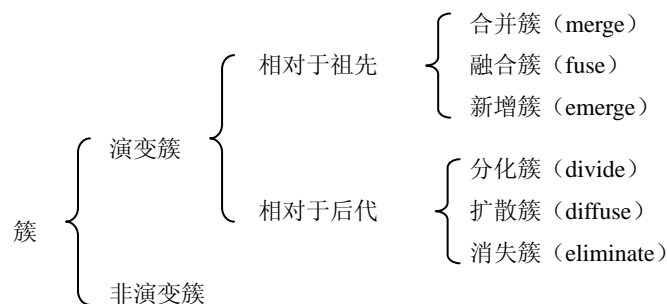 合并簇（merge）
相对于祖先
融合簇（fuse）
新增簇（emerge）
演变簇
分化簇（divide）
相对于后代
扩散簇（diffuse）
簇
消失簇（eliminate）
非演变簇